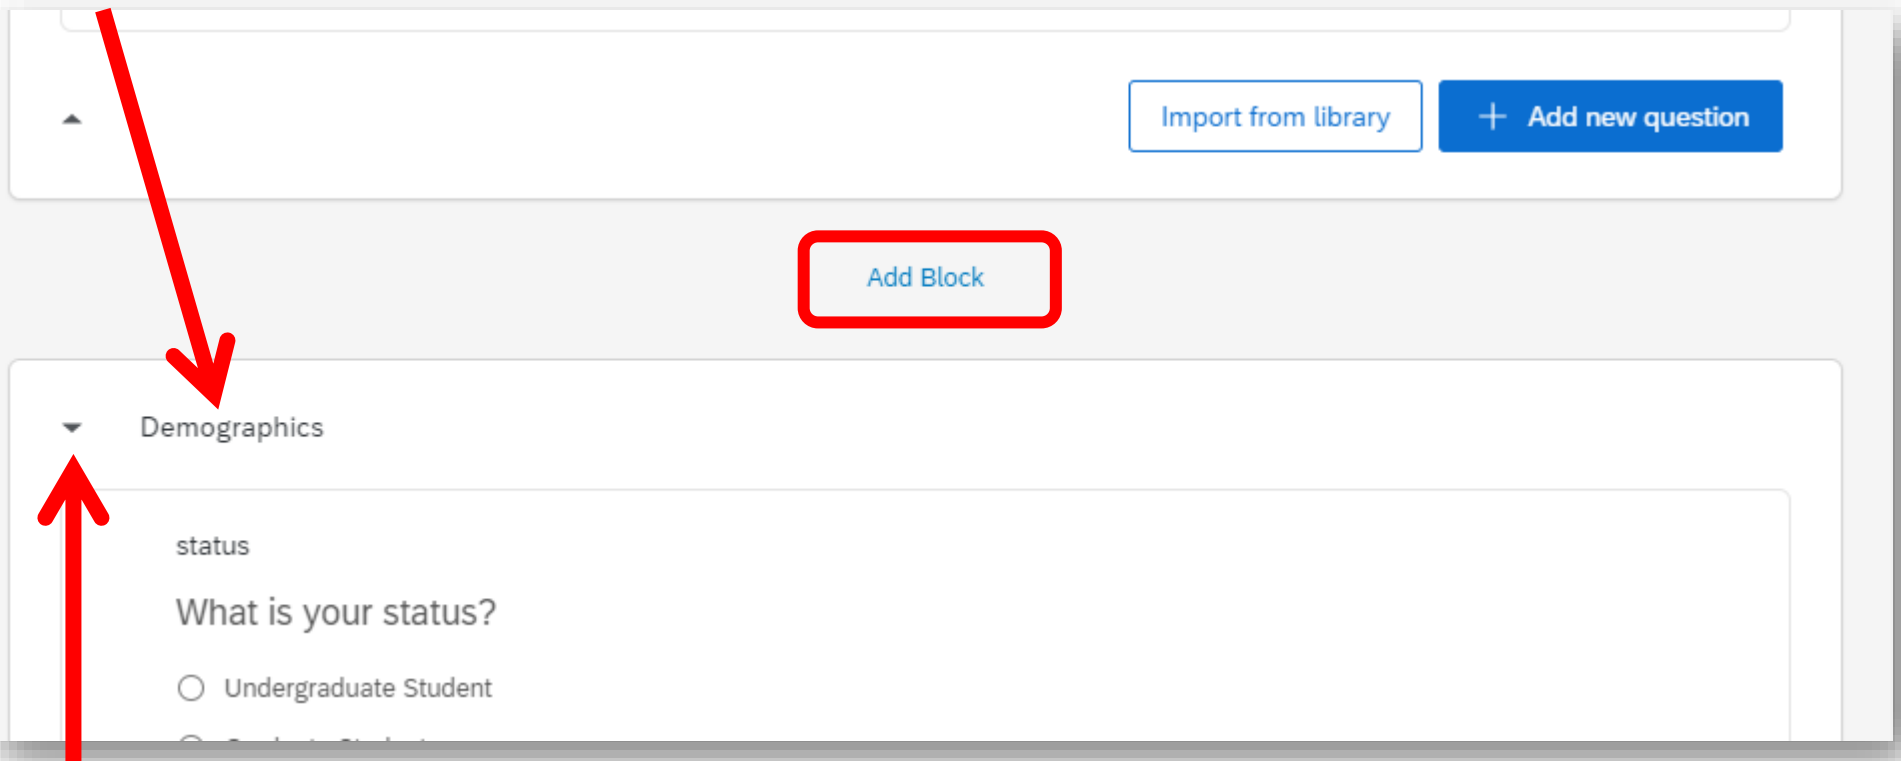 Import from library
+ Add new question
Add Block
Demographics
status
What is your status?
Undergraduate Student